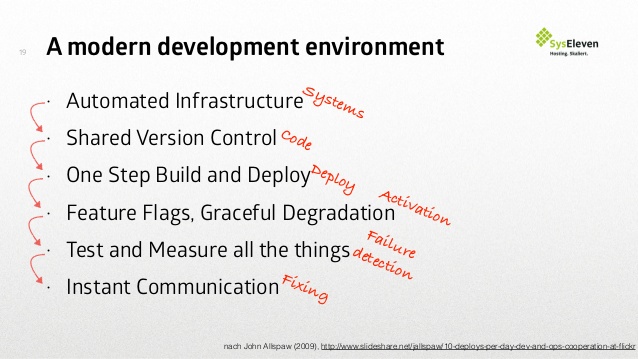 19
A modern development environment
SysEleven
Hosting. Skaliert.
· Automated Infrastructure Systems
· Shared Version Control Code
· One Step Build and Deploy Deploy
· Feature Flags, Graceful Degradation Activation
· Test and Measure all the things Failure detection
· Instant Communication Fixing
nach John Allspaw (2009), http://www.slideshare.net/jallspaw/10-deploys-per-day-dev-and-ops-cooperation-at-flickr